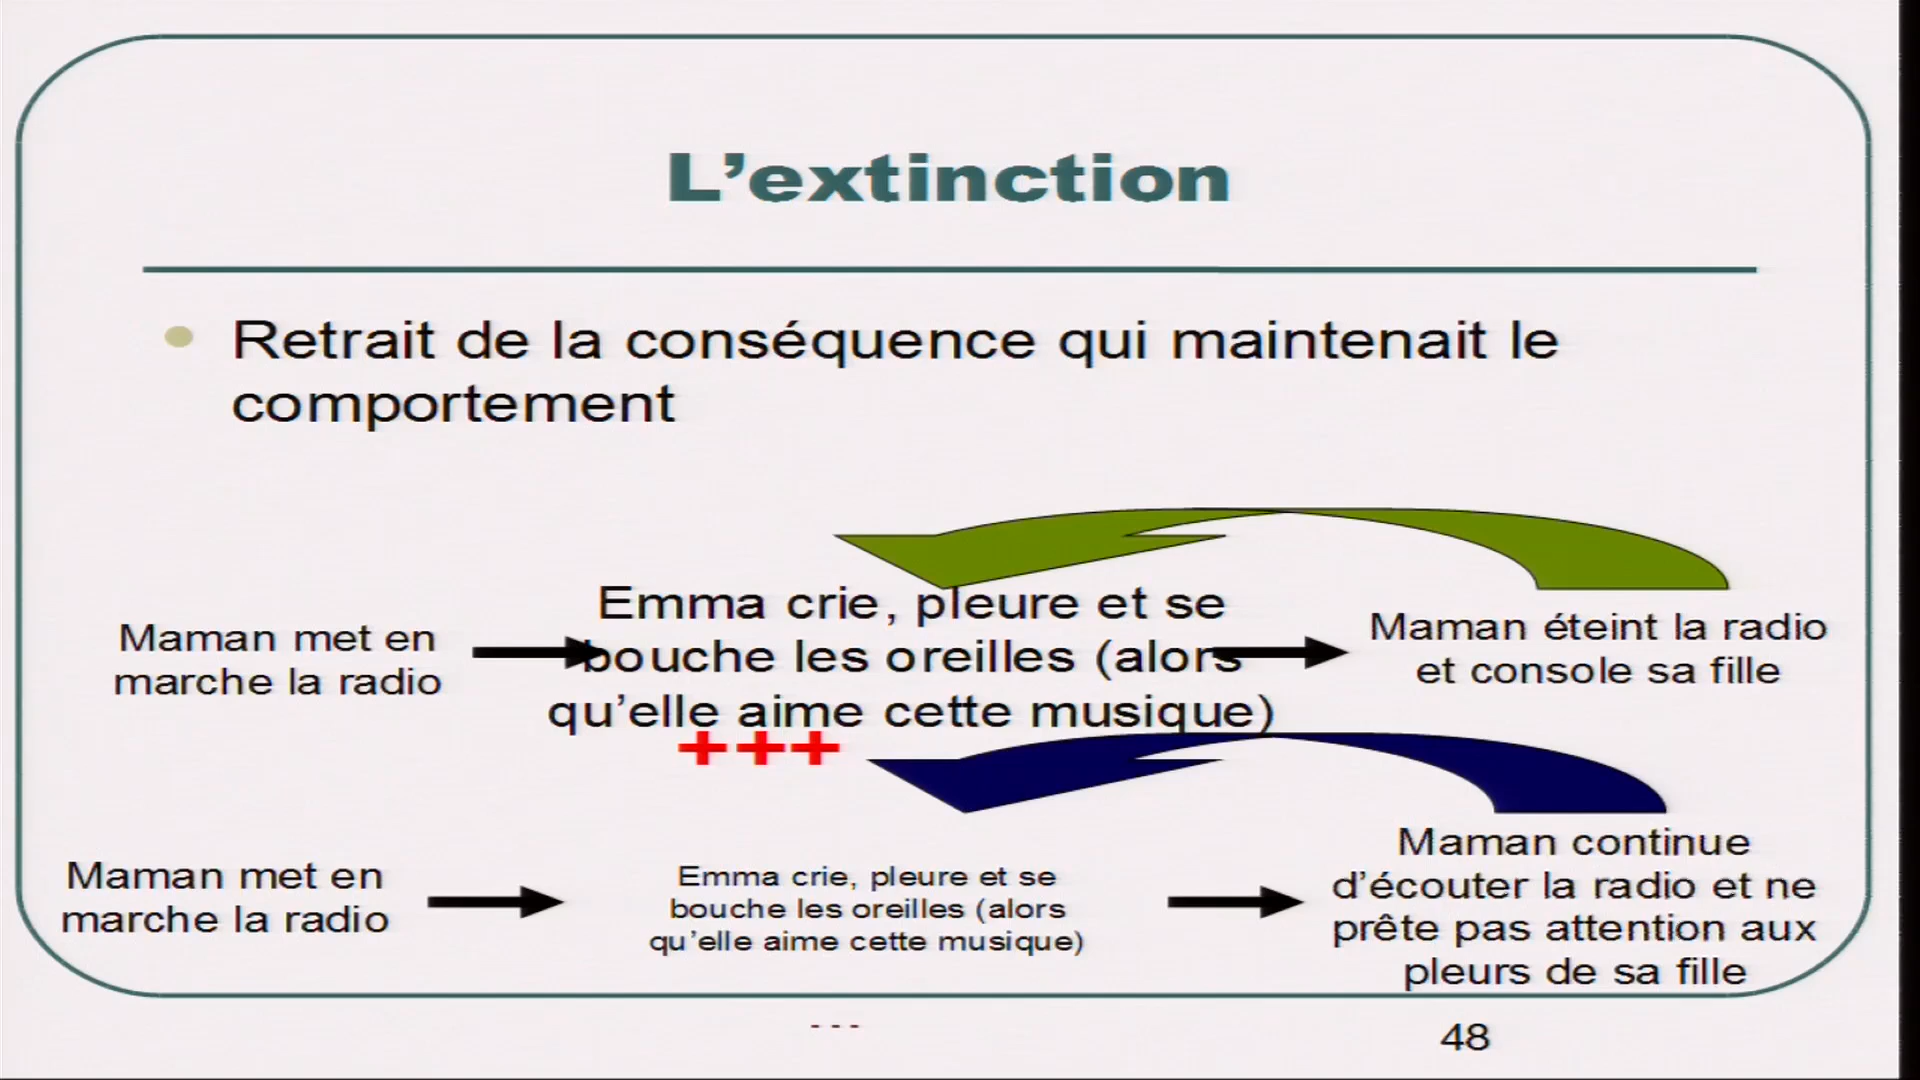 L’extinction
Retrait de la conséquence qui maintenait le
comportement
Maman met en
marche la radio
Emma crie, pleure et se
bouche les oreilles (alors
qu’elle aime cette musique)
+++
Maman éteint la radio
et console sa fille
Maman met en
marche la radio
Emma crie, pleure et se
bouche les oreilles (alors
qu’elle aime cette musique)
Maman continue
d’écouter la radio et ne
prête pas attention aux
pleurs de sa fille
---
48